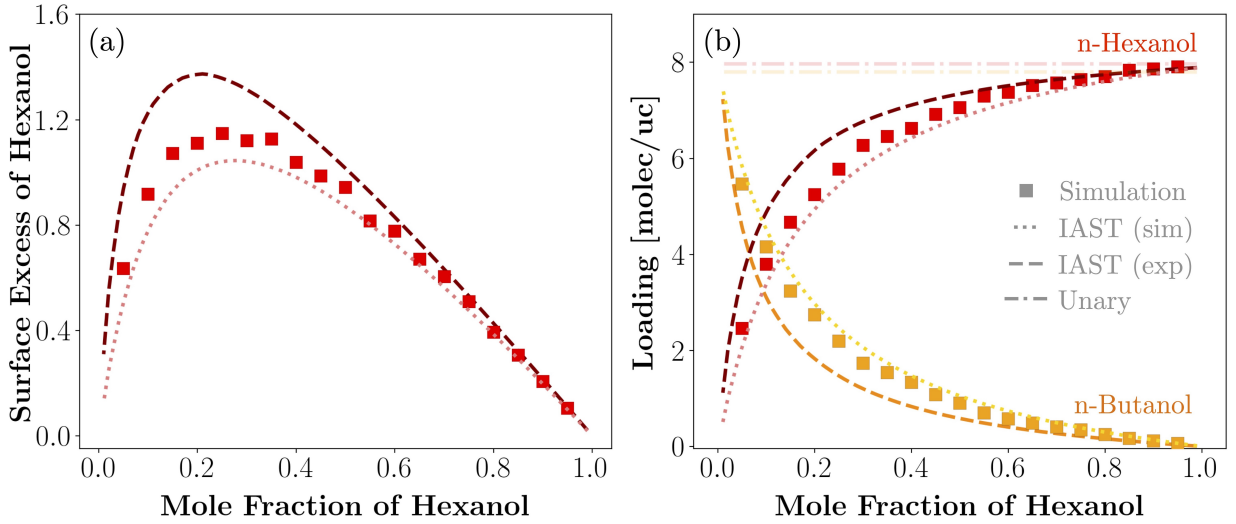 (a)
Surface Excess of Hexanol
1.6
1.2
0.8
0.4
0.0
0.0 0.2 0.4 0.6 0.8 1.0
Mole Fraction of Hexanol
(b)
n-Hexanol
Loading [molec/uc]
8
6
4
2
0
Simulation
IAST (sim)
IAST (exp)
Unary
n-Butanol
0.0 0.2 0.4 0.6 0.8 1.0
Mole Fraction of Hexanol